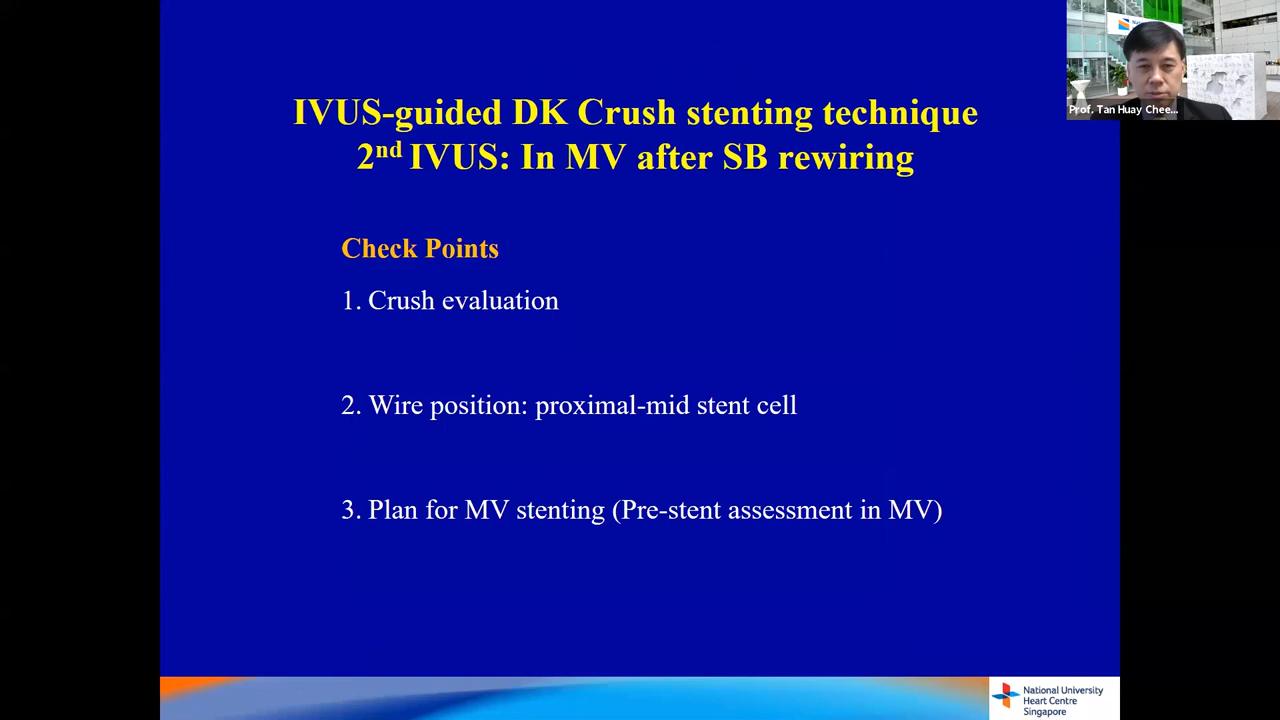 IVUS-guided DK Crush stenting technique
2nd IVUS: In MV after SB rewiring
Check Points
1. Crush evaluation
2. Wire position: proximal-mid stent cell
3. Plan for MV stenting (Pre-stent assessment in MV)
Prof. Tan Huay Chee...
National University
Heart Centre
Singapore